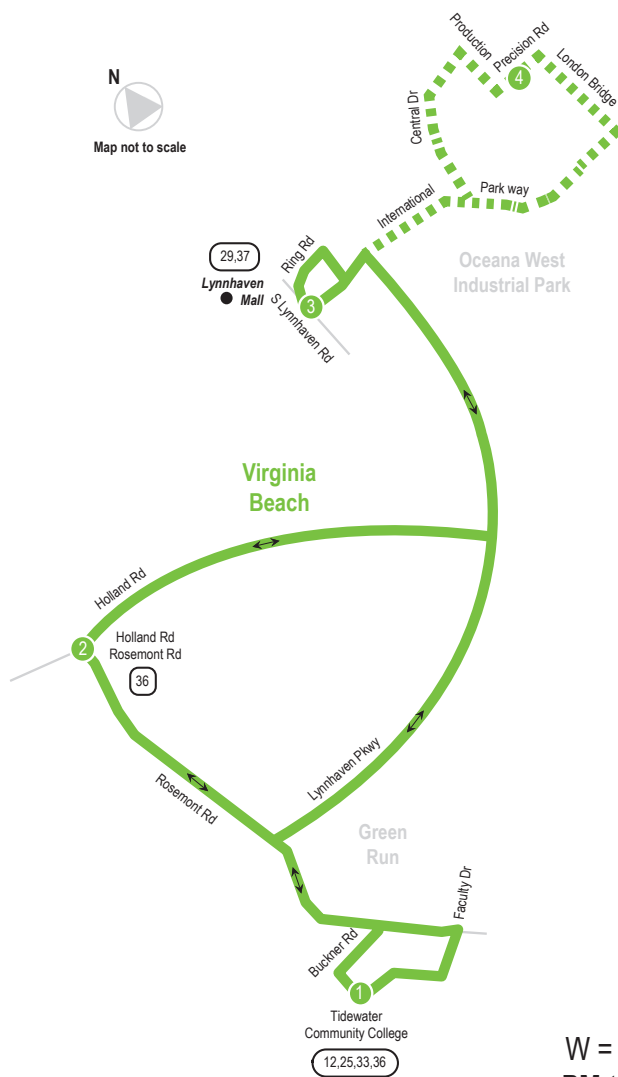 Production
Precision Rd
4
London Bridge
N
Map not to scale
Central Dr
Park way
International
Oceana West
Industrial Park
29,37
Lynnhaven
Mall
Ring Rd
3
S Lynnhaven Rd
Virginia
Beach
Holland Rd
2
Holland Rd
Rosemont Rd
36
Lynnhaven Pkwy
Rosemont Rd
Green
Run
Faculty Dr
Buckner Rd
1
Tidewater
Community College
12,25,33,36
W =